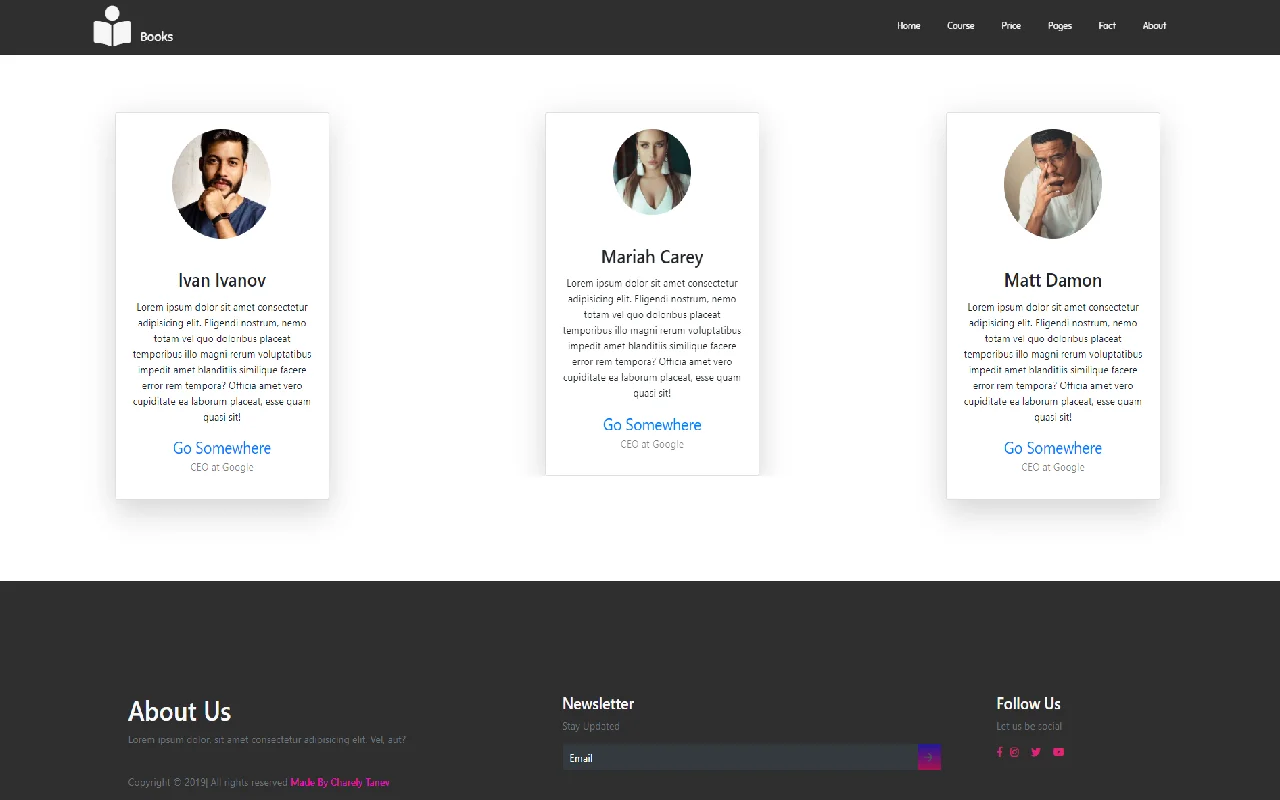 Books
Home Course Price Pages Fact About
Ivan Ivanov
Lorem ipsum dolor sit amet consectetur
adipisicing elit. Eligendi nostrum, nemo
totam vel quo doloribus placeat
temporibus illo magni rerum voluptatibus
impedit amet blanditiis similique facere
error rem tempora? Officia amet vero
cupiditate ea laborum placeat, esse quam
quasi sit!
Go Somewhere
CEO at Google
Mariah Carey
Lorem ipsum dolor sit amet consectetur
adipisicing elit. Eligendi nostrum, nemo
totam vel quo doloribus placeat
temporibus illo magni rerum voluptatibus
impedit amet blanditiis similique facere
error rem tempora? Officia amet vero
cupiditate ea laborum placeat, esse quam
quasi sit!
Go Somewhere
CEO at Google
Matt Damon
Lorem ipsum dolor sit amet consectetur
adipisicing elit. Eligendi nostrum, nemo
totam vel quo doloribus placeat
temporibus illo magni rerum voluptatibus
impedit amet blanditiis similique facere
error rem tempora? Officia amet vero
cupiditate ea laborum placeat, esse quam
quasi sit!
Go Somewhere
CEO at Google
About Us
Lorem ipsum dolor, sit amet consectetur adipisicing elit. Vel, aut?
Copyright © 2019| All rights reserved Made By Charely Tanev
Newsletter
Stay Updated
Email
Follow Us
Let us be social